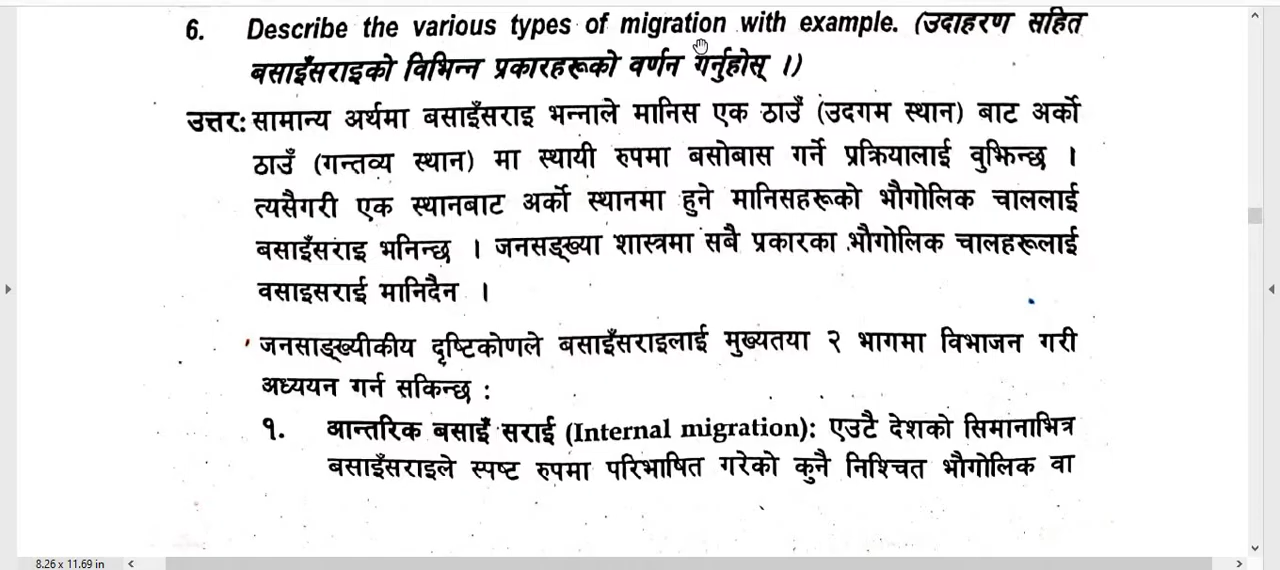 6. Describe the various types of migration with example. (उदाहरण सहित
बसाइँसराइको विभिन्न प्रकारहरूको वर्णन गर्नुहोस् ।)
उत्तर: सामान्य अर्थमा बसाइँसराइ भन्नाले मानिस एक ठाउँ (उदगम स्थान) बाट अर्को
ठाउँ (गन्तव्य स्थान) मा स्थायी रुपमा बसोबास गर्ने प्रक्रियालाई वुझिन्छ ।
त्यसैगरी एक स्थानबाट अर्को स्थानमा हुने मानिसहरूको भौगोलिक चाललाई
बसाइँसराइ भनिन्छ । जनसङ्ख्या शास्त्रमा सबै प्रकारका भौगोलिक चालहरूलाई
वसाइसराई मानिदैन ।
जनसाङ्ख्यीकीय दृष्टिकोणले बसाइँसराइलाई मुख्यतया २ भागमा विभाजन गरी
अध्ययन गर्न सकिन्छ :
१. आन्तरिक बसाइँ सराई (Internal migration): एउटै देशको सिमानाभित्र
बसाइँसराइले स्पष्ट रुपमा परिभाषित गरेको कुनै निश्चित भौगोलिक वा
8.26 x 11.69 in